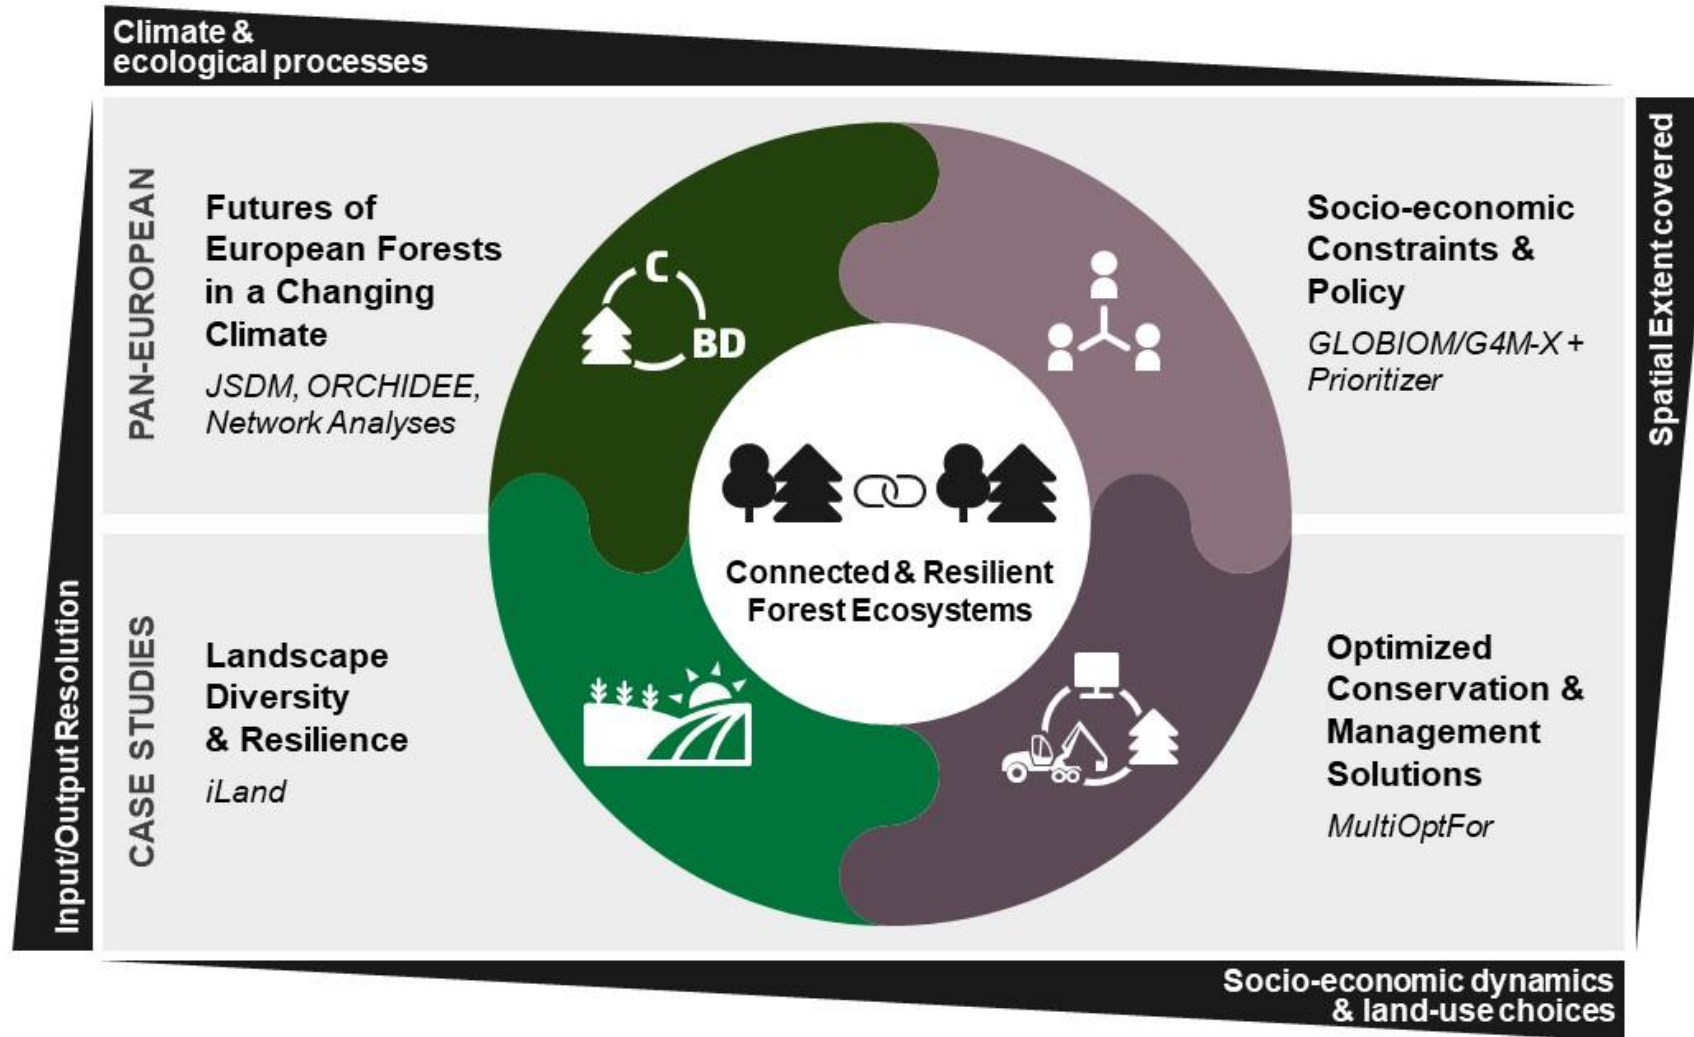 Climate &
ecological processes
PAN-EUROPEAN
Futures of
European Forests
in a Changing
Climate
JSDM, ORCHIDEE,
Network Analyses
C
BD
Socio-economic
Constraints &
Policy
GLOBIOM/G4M-X +
Prioritizer
Spatial Extent covered
Connected & Resilient
Forest Ecosystems
Input/Output Resolution
CASE STUDIES
Landscape
Diversity
& Resilience
iLand
Optimized
Conservation &
Management
Solutions
MultiOptFor
Socio-economic dynamics
& land-use choices